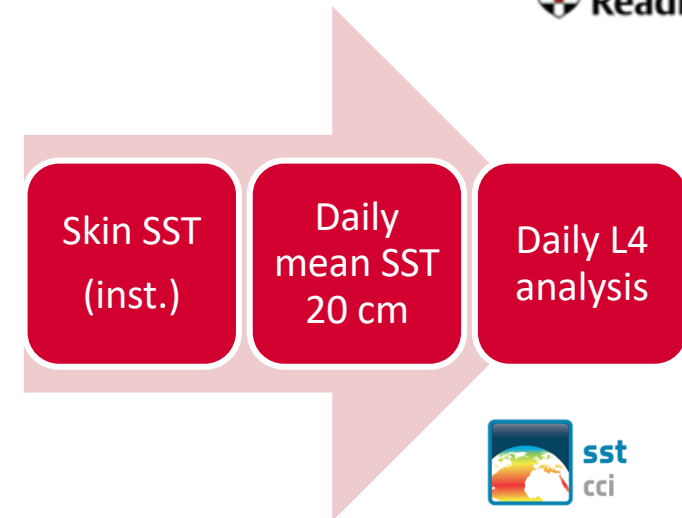 Skin SST
(inst.)
Daily
mean SST
20 cm
Daily L4
analysis
sst
cci